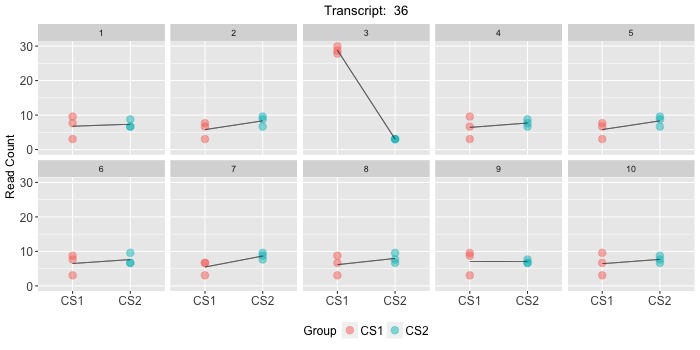 Transcript: 36
1 2 3 4 5
30
20
10
0
Read Count
6 7 8 9 10
30
20
10
0
CS1 CS2 CS1 CS2 CS1 CS2 CS1 CS2 CS1 CS2
Group CS1 CS2